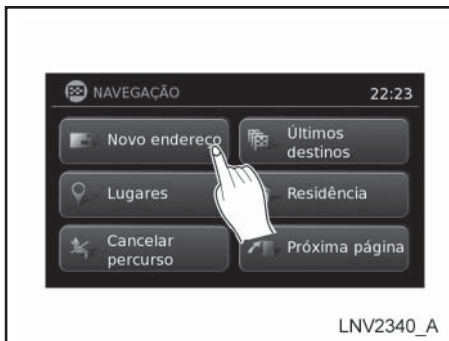 NAVEGAÇÃO 22:23
Novo endereço
Últimos
destinos
Lugares
Residência
Cancelar
percurso
Próxima página
LNV2340_A